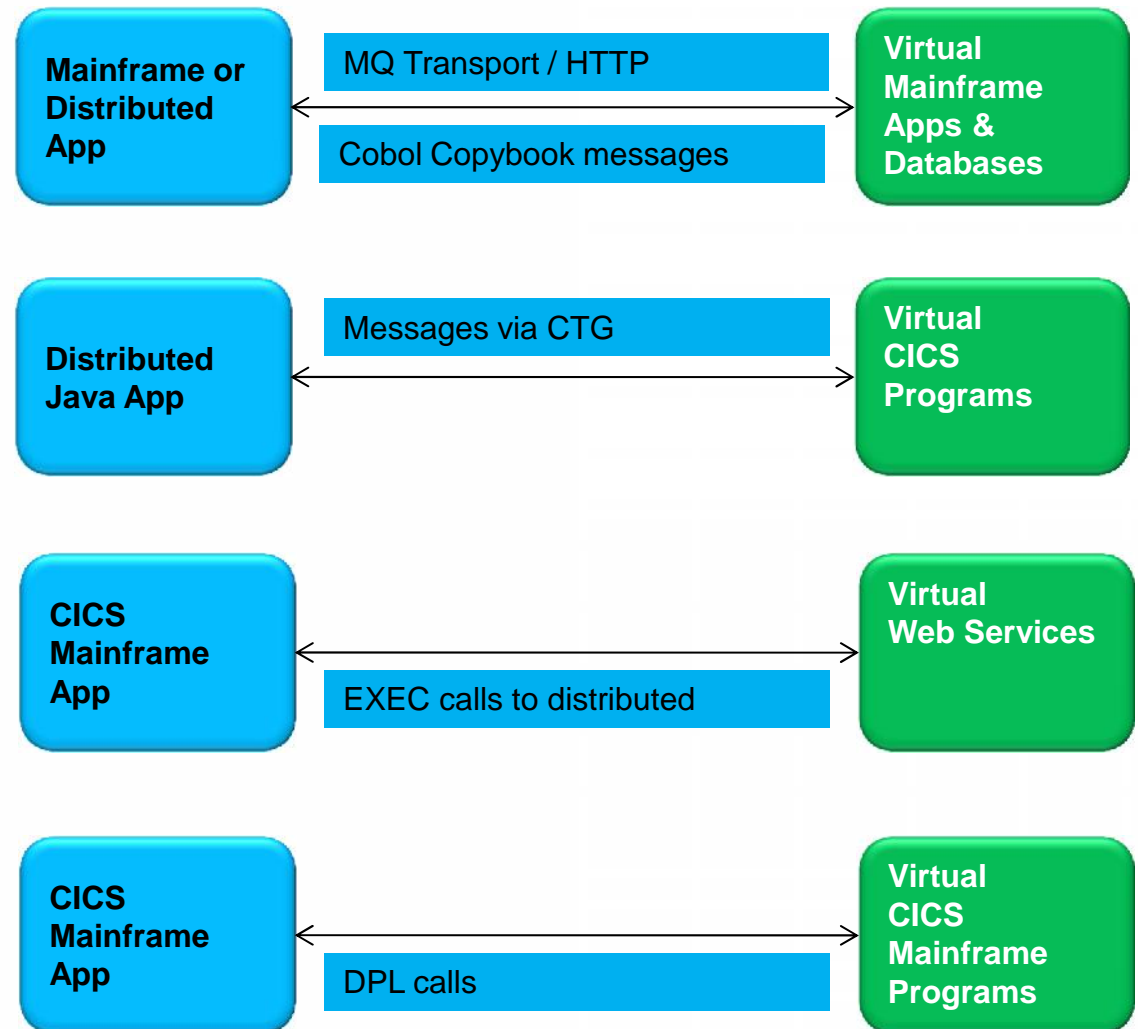 Mainframe or
Distributed
App
MQ Transport / HTTP
Cobol Copybook messages
Virtual
Mainframe
Apps &
Databases
Distributed
Java App
Messages via CTG
Virtual
CICS
Programs
CICS
Mainframe
App
EXEC calls to distributed
Virtual
Web Services
CICS
Mainframe
App
DPL calls
Virtual
CICS
Mainframe
Programs